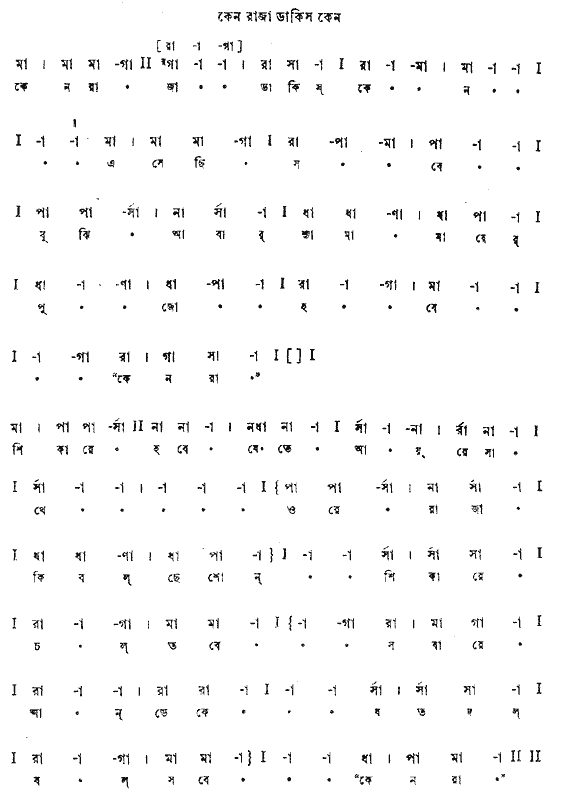 কেন রাজা ডাকিস কেন
[ রা -া -গা ]
মা । মা মা -গা II গা -া -া । রা সা -া I রা -া -মা । মা -া -া I
কে ন রা • জা • • ডা কি স্ কে • • ন • •
I -া -া মা । মা মা -গা I রা -পা -মা । পা -া -া I
• • এ সে ছি • স • • বে • •
I পা পা -র্সা । না র্সা -া I ধা ধা -ণা । ধা পা -া I
বু ঝি • আ বা র্ শ্যা মা • মা য়ে র্
I ধা -া -ণা । ধা -পা -া I রা -া -গা । মা -া -া I
পু • • জো • • হ • • বে • •
I -া -গা রা । গা সা -া I [] I
• • “কে ন রা •”
মা । পা পা -র্সা II না না -া । নধা না -া I র্সা -া -না । র্রা না -া I
শি কা রে • হ বে • যে• তে • আ • য়্ রে সা •
I র্সা -া -া । -া -া -া I { পা পা -র্সা । না র্সা -া I
থে • • • • • ও রে • রা জা •
I ধা ধা -ণা । ধা পা -া } I -া -া র্সা । র্সা সা -া I
কি ব ল্ ছে শো ন্ • • শি কা রে •
I রা -া -গা । মা মা -া I { -া -গা রা । মা গা -া I
চ • ল্ ত বে • • • স বা রে •
I রা -া -া । রা রা -া I -া -া র্সা । র্সা সা -া I
আ • ন্ ডে কে • • • য ত দ ল্
I রা -া -গা । মা মা -া } I -া -া ধা । পা মা -া II II
ব • ল্ স বে • • • “কে ন রা •”